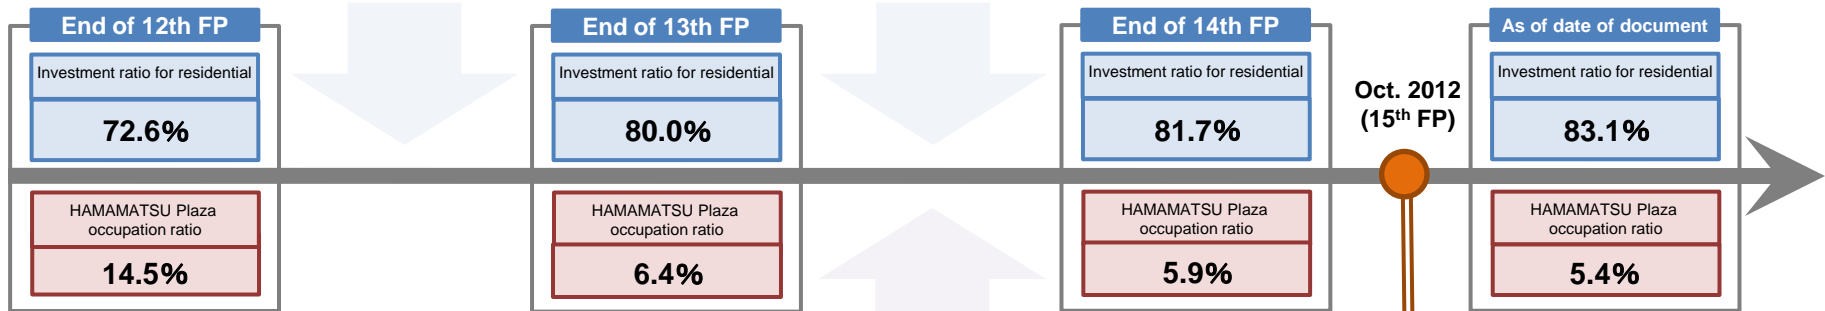 End of 12th FP
Investment ratio for residential
72.6%
HAMAMATSU Plaza
occupation ratio
14.5%
End of 13th FP
Investment ratio for residential
80.0%
HAMAMATSU Plaza
occupation ratio
6.4%
End of 14th FP
Investment ratio for residential
81.7%
HAMAMATSU Plaza
occupation ratio
5.9%
Oct. 2012
(15th FP)
As of date of document
Investment ratio for residential
83.1%
HAMAMATSU Plaza
occupation ratio
5.4%